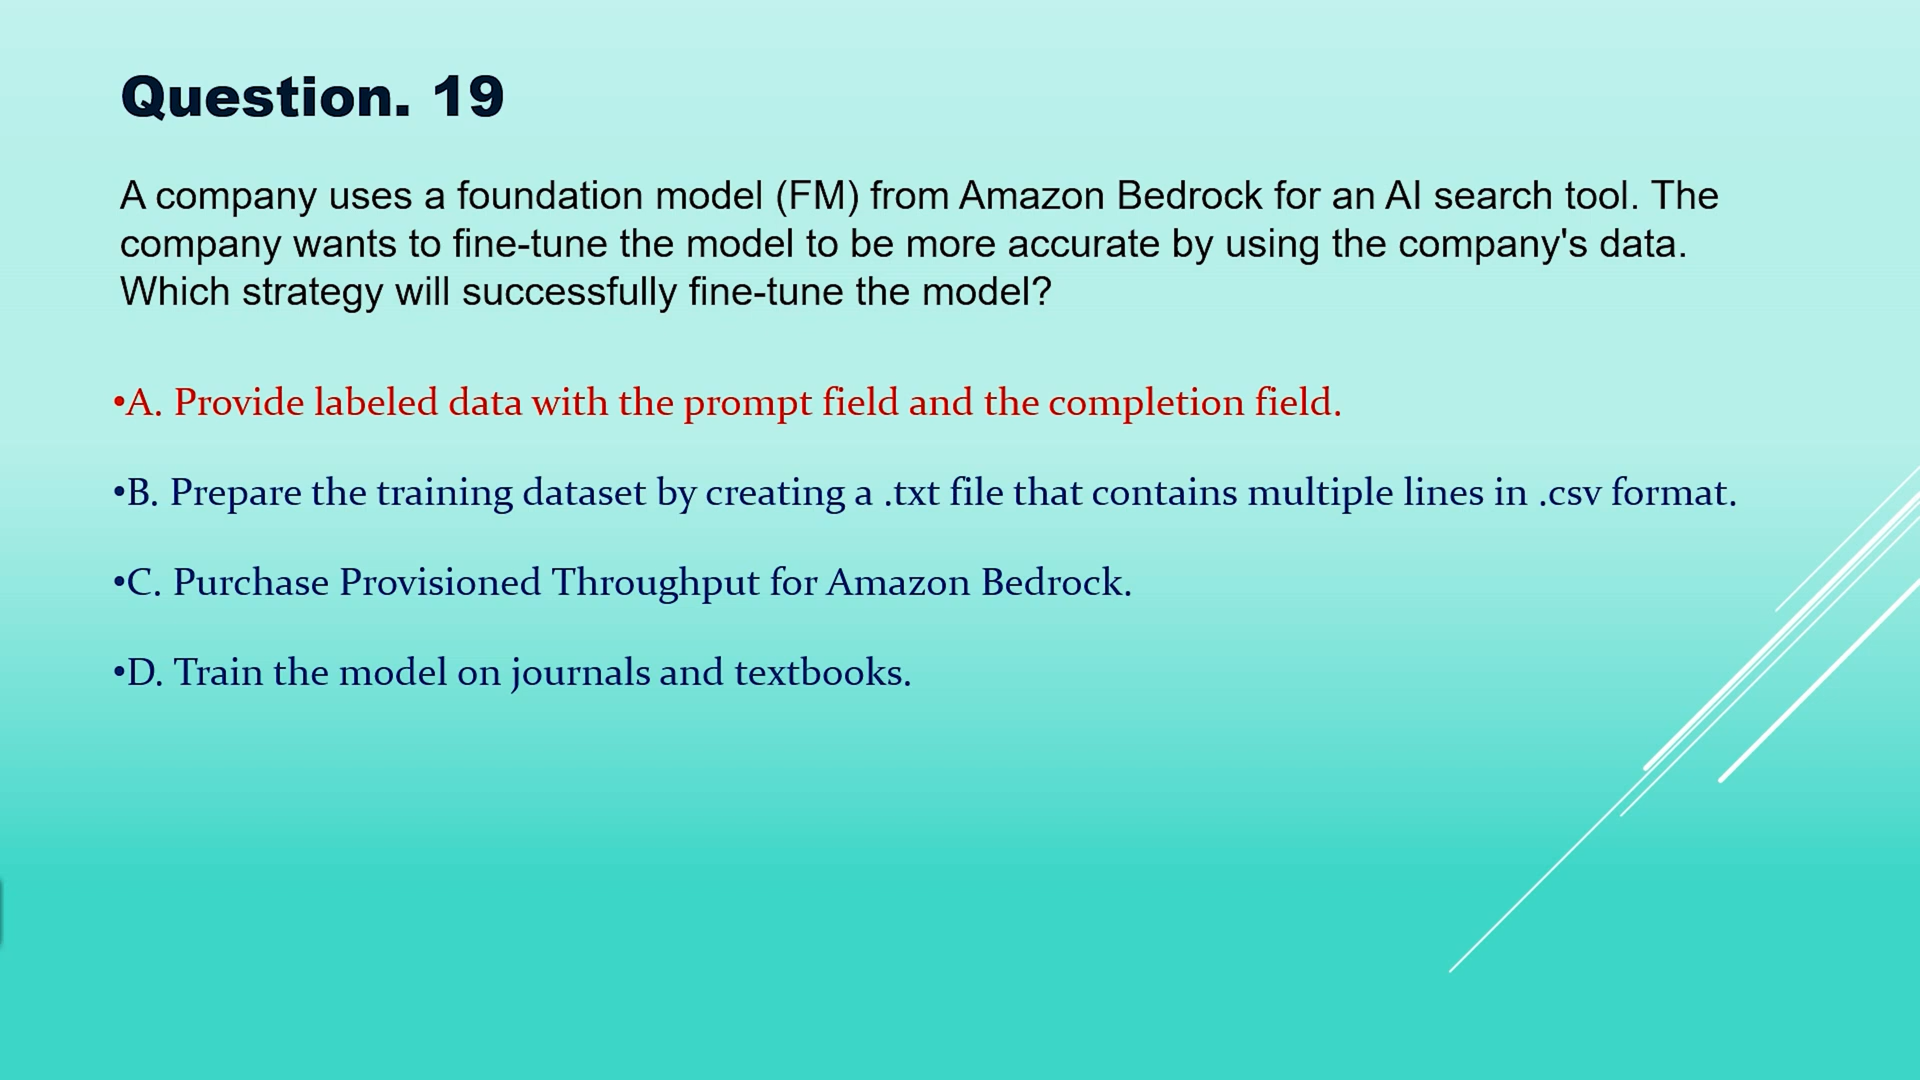 Question. 19
A company uses a foundation model (FM) from Amazon Bedrock for an AI search tool. The
company wants to fine-tune the model to be more accurate by using the company's data.
Which strategy will successfully fine-tune the model?
•A. Provide labeled data with the prompt field and the completion field.
•B. Prepare the training dataset by creating a .txt file that contains multiple lines in .csv format.
•C. Purchase Provisioned Throughput for Amazon Bedrock.
•D. Train the model on journals and textbooks.